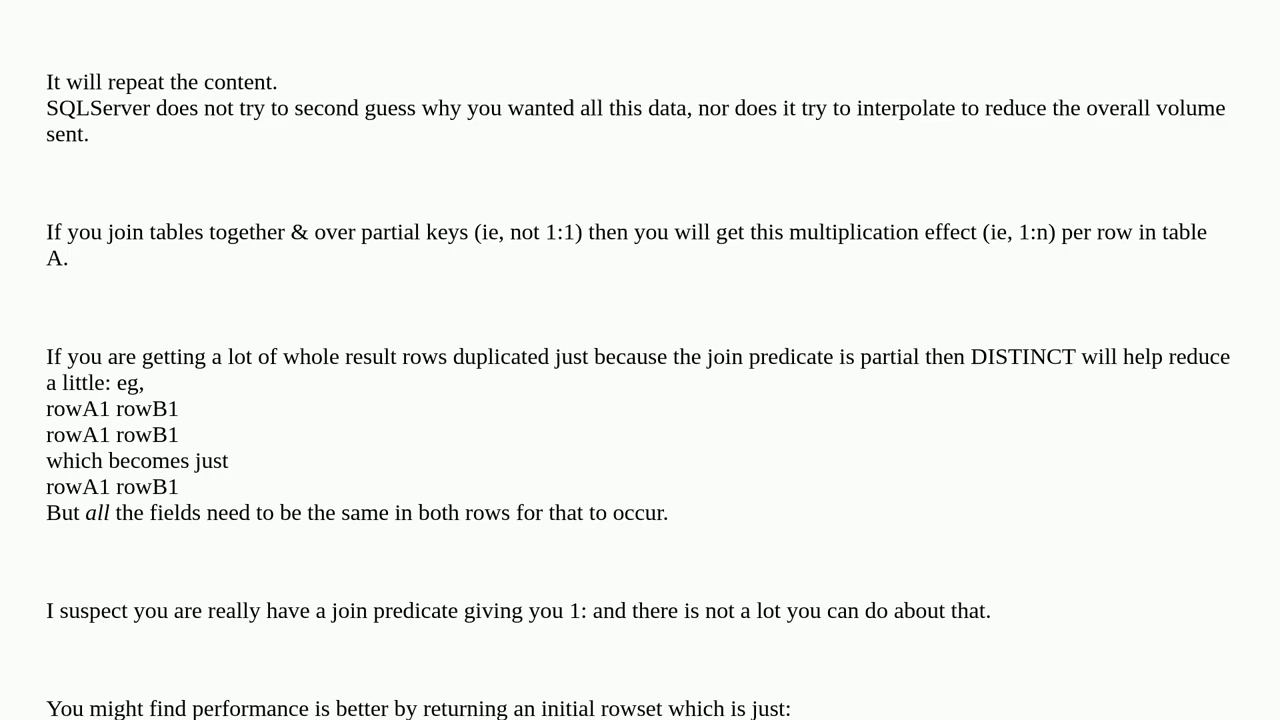 It will repeat the content.
SQLServer does not try to second guess why you wanted all this data, nor does it try to interpolate to reduce the overall volume
sent.
If you join tables together & over partial keys (ie, not 1:1) then you will get this multiplication effect (ie, 1:n) per row in table
A.
If you are getting a lot of whole result rows duplicated just because the join predicate is partial then DISTINCT will help reduce
a little: eg,
rowA1 rowB1
rowA1 rowB1
which becomes just
rowA1 rowB1
But all the fields need to be the same in both rows for that to occur.
I suspect you are really have a join predicate giving you 1: and there is not a lot you can do about that.
You might find performance is better by returning an initial rowset which is just: